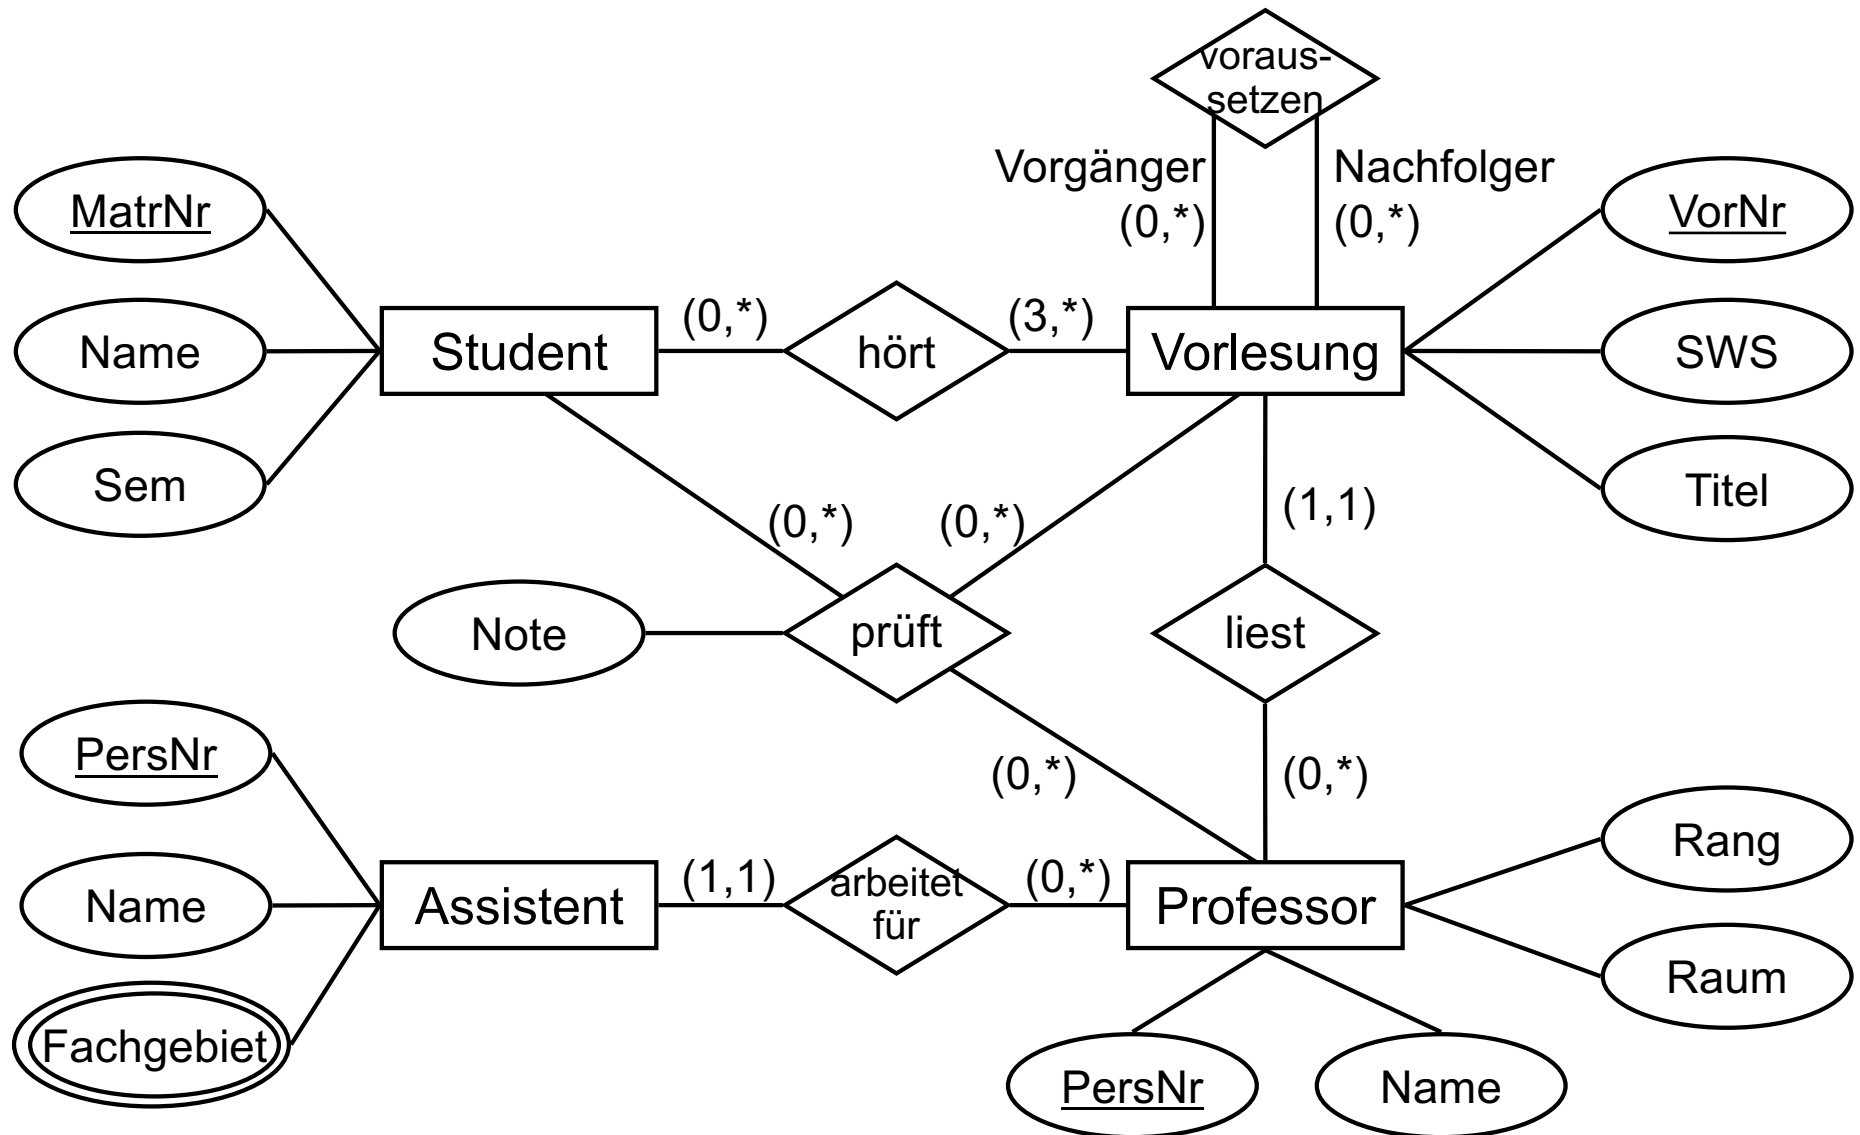 voraus-
setzen
Vorgänger
Nachfolger
(0,*)
(0,*)
MatrNr
VorNr
(0,*)
(3,*)
Name
Student
hört
Vorlesung
SWS
Sem
Titel
(0,*)
(0,*)
(1,1)
Note
prüft
liest
PersNr
(0,*)
(0,*)
Rang
Name
Assistent
(1,1)
arbeitet
für
(0,*)
Professor
Raum
Fachgebiet
PersNr
Name